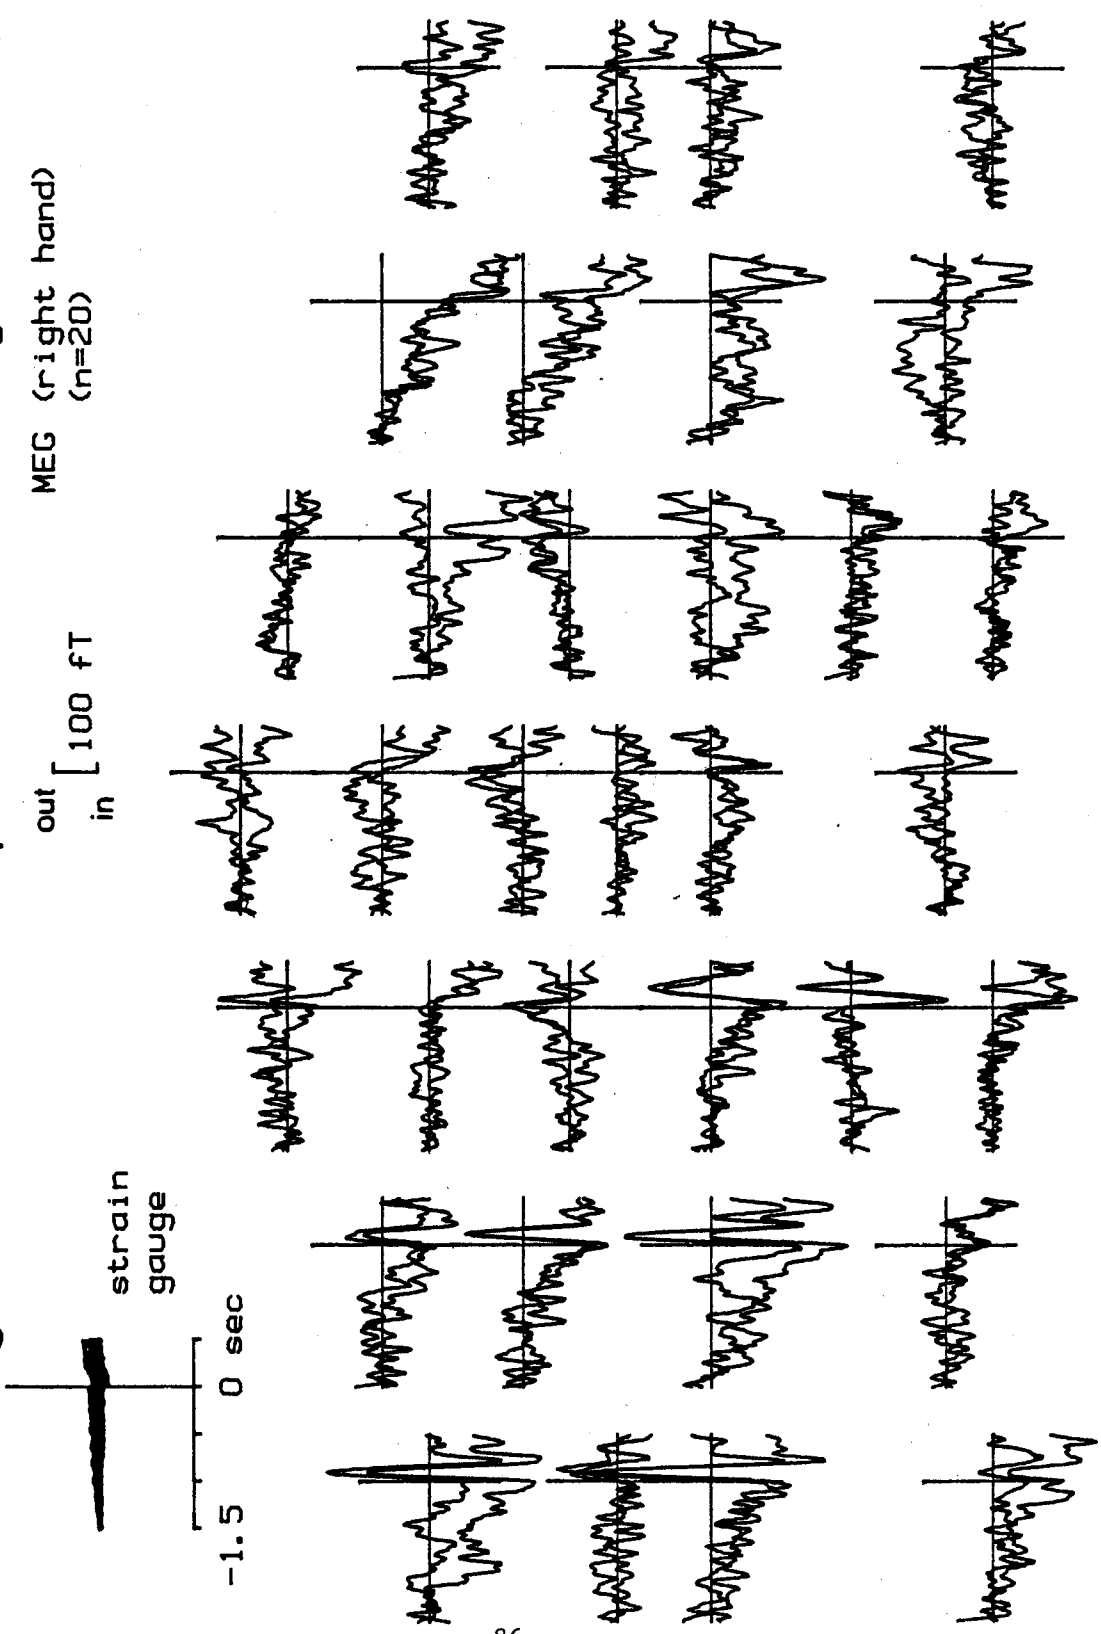 MEG (right hand)
(n=20)
out
[100 fT
in
strain
gauge
-1.5 0 sec